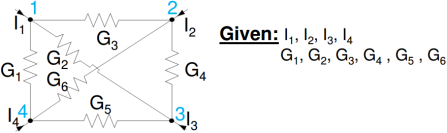 1
2
I1
G3
I2
Given: I1, I2, I3, I4
G1, G2, G3, G4 , G5 , G6
G1
G2
G6
G4
4
G5
3
I4
I3